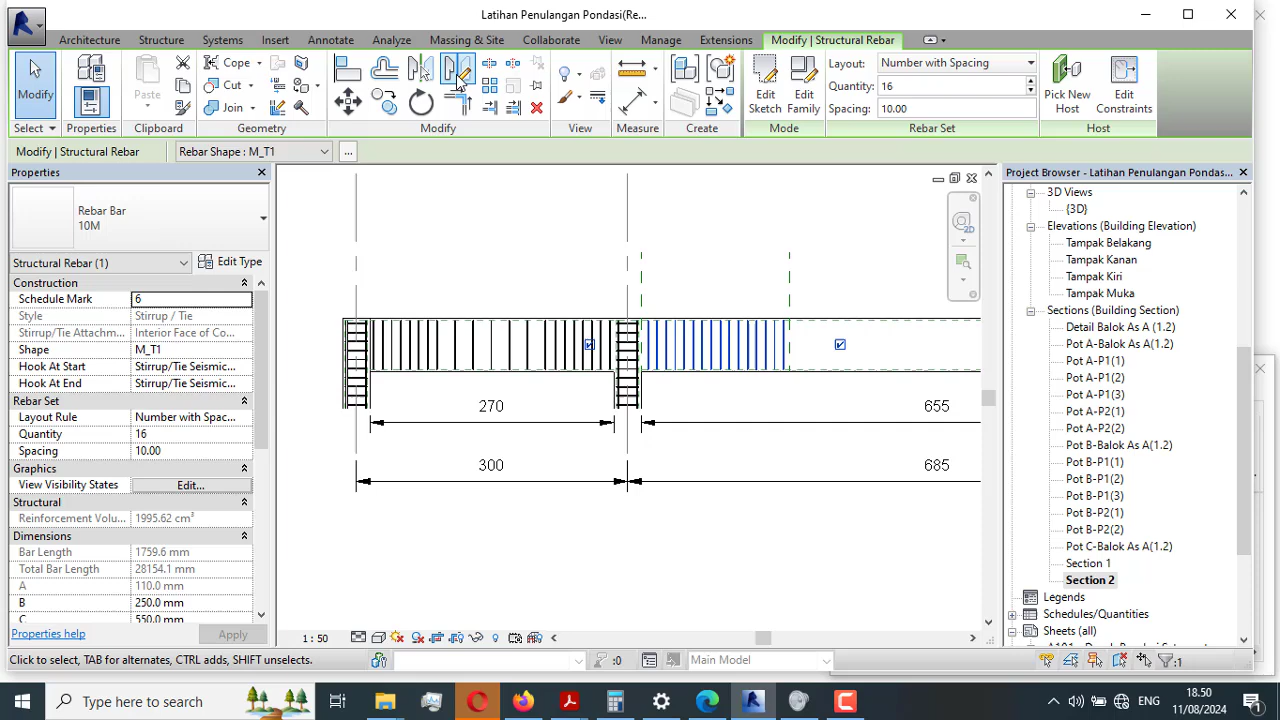 Latihan Penulangan Pondasi(Re...
Architecture Structure Systems Insert Annotate Analyze Massing & Site Collaborate View Manage Extensions Modify | Structural Rebar
Modify
Select
Properties
Paste
Clipboard
Cope
Cut
Join
Geometry
Modify
View
Measure
Create
Edit Sketch
Edit Family
Mode
Layout: Number with Spacing
Quantity: 16
Spacing: 10.00
Rebar Set
Pick New Host
Edit Constraints
Host
Modify | Structural Rebar
Rebar Shape : M_T1
...
Properties
Rebar Bar
10M
Structural Rebar (1)
Edit Type
Construction
Schedule Mark 6
Style Stirrup / Tie
Stirrup/Tie Attachm... Interior Face of Co...
Shape M_T1
Hook At Start Stirrup/Tie Seismic...
Hook At End Stirrup/Tie Seismic...
Rebar Set
Layout Rule Number with Spac...
Quantity 16
Spacing 10.00
Graphics
View Visibility States Edit...
Structural
Reinforcement Volu... 1995.62 cm³
Dimensions
Bar Length 1759.6 mm
Total Bar Length 28154.1 mm
A 110.0 mm
B 250.0 mm
C 550.0 mm
Properties help
Apply
2D
270
655
300
685
1 : 50
Project Browser - Latihan Penulangan Pondas...
3D Views
{3D}
Elevations (Building Elevation)
Tampak Belakang
Tampak Kanan
Tampak Kiri
Tampak Muka
Sections (Building Section)
Detail Balok As A (1.2)
Pot A-Balok As A(1.2)
Pot A-P1(1)
Pot A-P1(2)
Pot A-P1(3)
Pot A-P2(1)
Pot A-P2(2)
Pot B-Balok As A(1.2)
Pot B-P1(1)
Pot B-P1(2)
Pot B-P1(3)
Pot B-P2(1)
Pot B-P2(2)
Pot C-Balok As A(1.2)
Section 1
Section 2
Legends
Schedules/Quantities
Sheets (all)
Click to select, TAB for alternates, CTRL adds, SHIFT unselects.
:0
Main Model
:1
Type here to search
ENG
18.50
11/08/2024